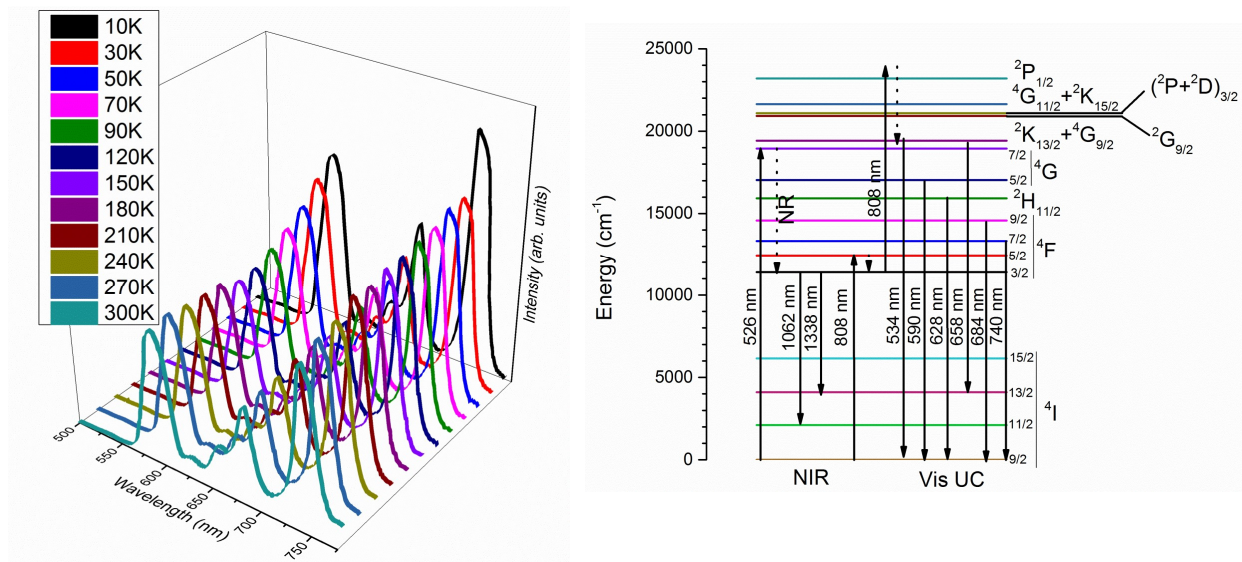 10K
30K
50K
70K
90K
120K
150K
180K
210K
240K
270K
300K
Intensity (arb. units)
500
550
600
650
700
750
Wavelength (nm)
Energy (cm⁻¹)
25000
20000
15000
10000
5000
0
²P₁/₂
⁴G₁₁/₂+²K₁₅/₂
(²P+²D)₃/₂
²K₁₃/₂+⁴G₉/₂
²G₉/₂
7/2
5/2
⁴G
²H₁₁/₂
9/2
7/2
5/2
3/2
⁴F
15/2
13/2
11/2
9/2
⁴I
NR
808 nm
526 nm
1062 nm
1338 nm
808 nm
534 nm
590 nm
628 nm
658 nm
684 nm
740 nm
NIR
Vis UC